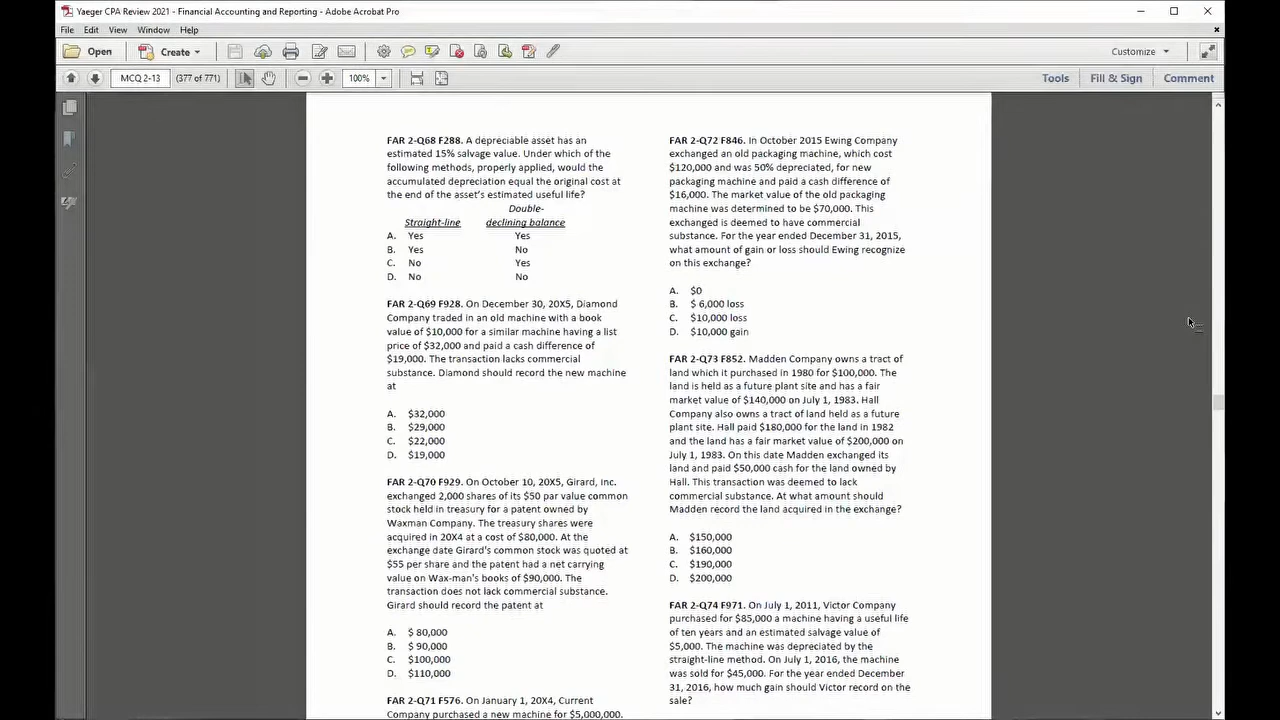 Yaeger CPA Review 2021 - Financial Accounting and Reporting - Adobe Acrobat Pro
File Edit View Window Help
Open Create Customize
MCQ 2-13 (377 of 771) 100% Tools Fill & Sign Comment
FAR 2-Q68 F288. A depreciable asset has an
estimated 15% salvage value. Under which of the
following methods, properly applied, would the
accumulated depreciation equal the original cost at
the end of the asset's estimated useful life?
Double-
Straight-line declining balance
A. Yes Yes
B. Yes No
C. No Yes
D. No No
FAR 2-Q69 F928. On December 30, 20X5, Diamond
Company traded in an old machine with a book
value of $10,000 for a similar machine having a list
price of $32,000 and paid a cash difference of
$19,000. The transaction lacks commercial
substance. Diamond should record the new machine
at
A. $32,000
B. $29,000
C. $22,000
D. $19,000
FAR 2-Q70 F929. On October 10, 20X5, Girard, Inc.
exchanged 2,000 shares of its $50 par value common
stock held in treasury for a patent owned by
Waxman Company. The treasury shares were
acquired in 20X4 at a cost of $80,000. At the
exchange date Girard's common stock was quoted at
$55 per share and the patent had a net carrying
value on Wax-man's books of $90,000. The
transaction does not lack commercial substance.
Girard should record the patent at
A. $ 80,000
B. $ 90,000
C. $100,000
D. $110,000
FAR 2-Q71 F576. On January 1, 20X4, Current
Company purchased a new machine for $5,000,000.
FAR 2-Q72 F846. In October 2015 Ewing Company
exchanged an old packaging machine, which cost
$120,000 and was 50% depreciated, for new
packaging machine and paid a cash difference of
$16,000. The market value of the old packaging
machine was determined to be $70,000. This
exchanged is deemed to have commercial
substance. For the year ended December 31, 2015,
what amount of gain or loss should Ewing recognize
on this exchange?
A. $0
B. $ 6,000 loss
C. $10,000 loss
D. $10,000 gain
FAR 2-Q73 F852. Madden Company owns a tract of
land which it purchased in 1980 for $100,000. The
land is held as a future plant site and has a fair
market value of $140,000 on July 1, 1983. Hall
Company also owns a tract of land held as a future
plant site. Hall paid $180,000 for the land in 1982
and the land has a fair market value of $200,000 on
July 1, 1983. On this date Madden exchanged its
land and paid $50,000 cash for the land owned by
Hall. This transaction was deemed to lack
commercial substance. At what amount should
Madden record the land acquired in the exchange?
A. $150,000
B. $160,000
C. $190,000
D. $200,000
FAR 2-Q74 F971. On July 1, 2011, Victor Company
purchased for $85,000 a machine having a useful life
of ten years and an estimated salvage value of
$5,000. The machine was depreciated by the
straight-line method. On July 1, 2016, the machine
was sold for $45,000. For the year ended December
31, 2016, how much gain should Victor record on the
sale?